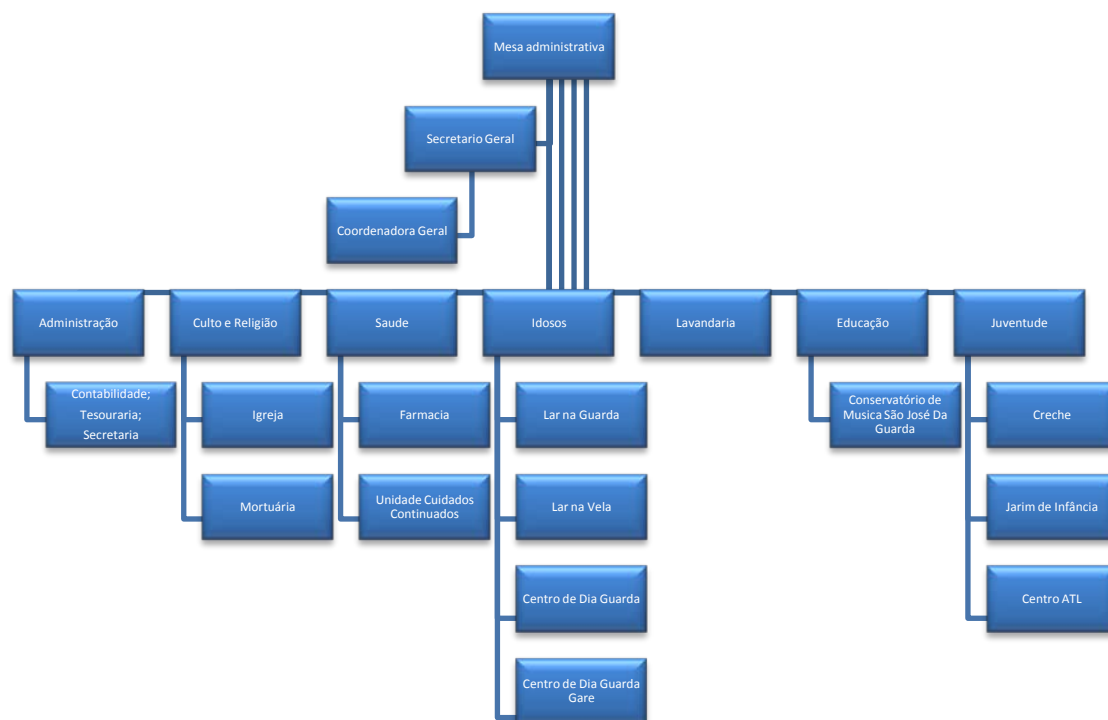 Mesa administrativa
Secretario Geral
Coordenadora Geral
Administração
Culto e Religião
Saude
Idosos
Lavandaria
Educação
Juventude
Contabilidade;
Tesouraria;
Secretaria
Igreja
Farmacia
Lar na Guarda
Conservatório de
Musica São José Da
Guarda
Creche
Mortuária
Unidade Cuidados
Continuados
Lar na Vela
Jarim de Infância
Centro de Dia Guarda
Centro ATL
Centro de Dia Guarda
Gare